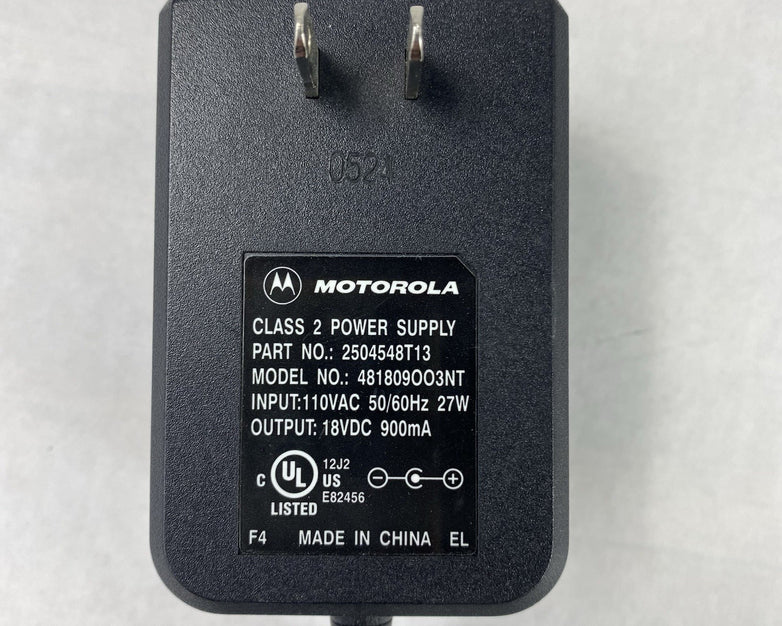 0521
MOTOROLA
CLASS 2 POWER SUPPLY
PART NO.: 2504548T13
MODEL NO.: 481809OO3NT
INPUT:110VAC 50/60Hz 27W
OUTPUT: 18VDC 900mA
C UL US 12J2
E82456
LISTED
F4 MADE IN CHINA EL